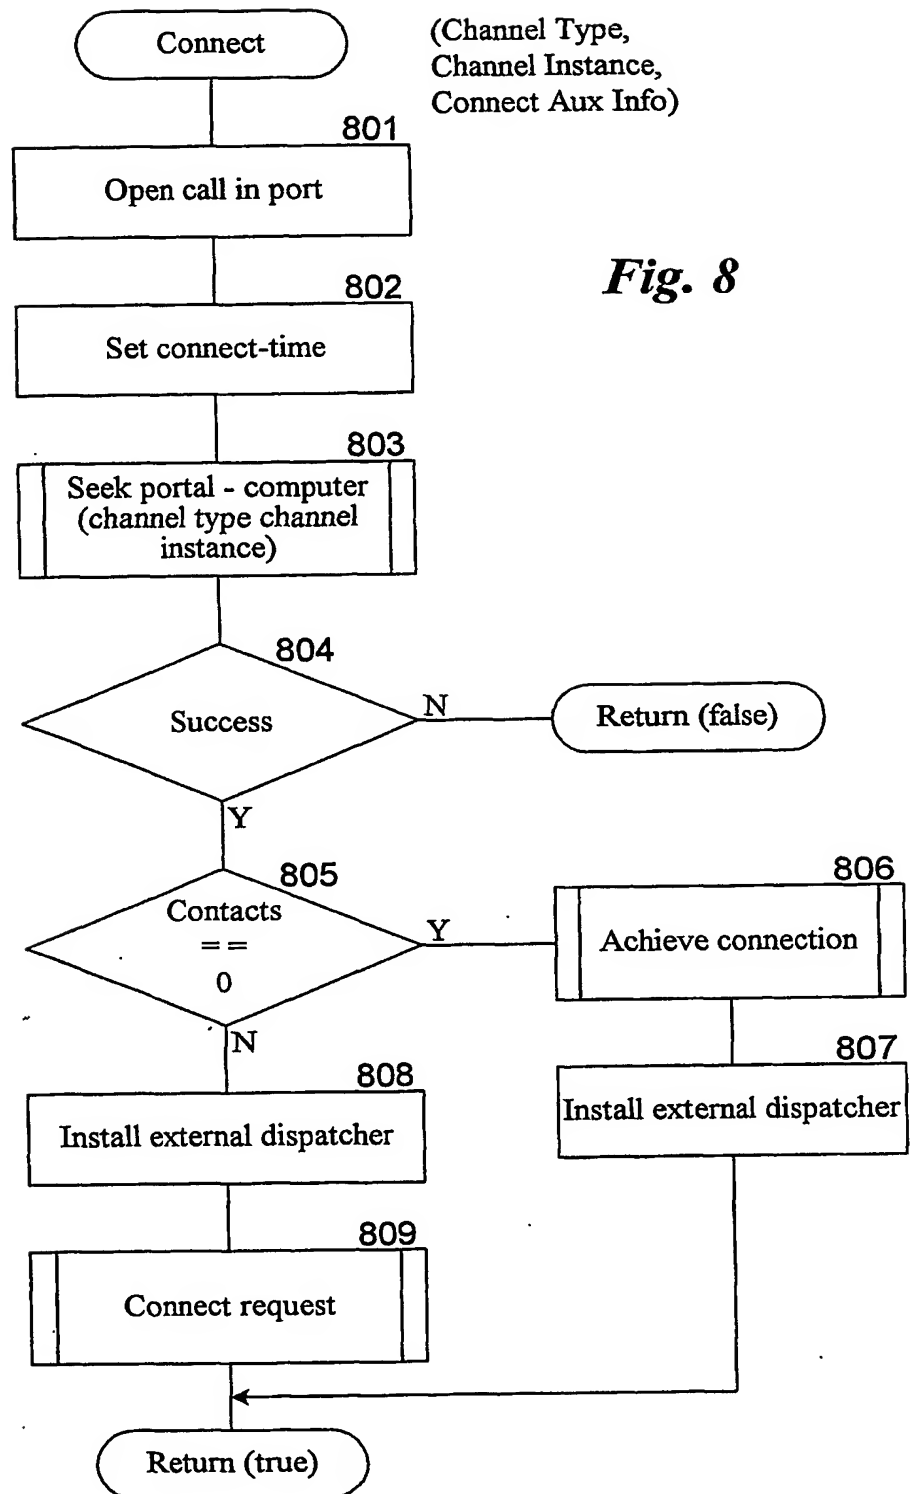 Connect
(Channel Type,
Channel Instance,
Connect Aux Info)
801
Open call in port
Fig. 8
802
Set connect-time
803
Seek portal - computer
(channel type channel
instance)
804
Success
N
Return (false)
Y
805
Contacts
==
0
Y
806
Achieve connection
N
807
Install external dispatcher
808
Install external dispatcher
809
Connect request
Return (true)